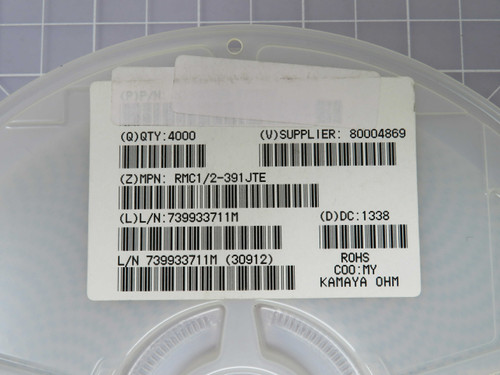 (P)P/N
(Q)QTY:4000 (V)SUPPLIER: 80004869
(Z)MPN: RMC1/2-391JTE
(L)L/N:739933711M (D)DC:1338
L/N 739933711M (30912) ROHS
COO:MY
KAMAYA OHM